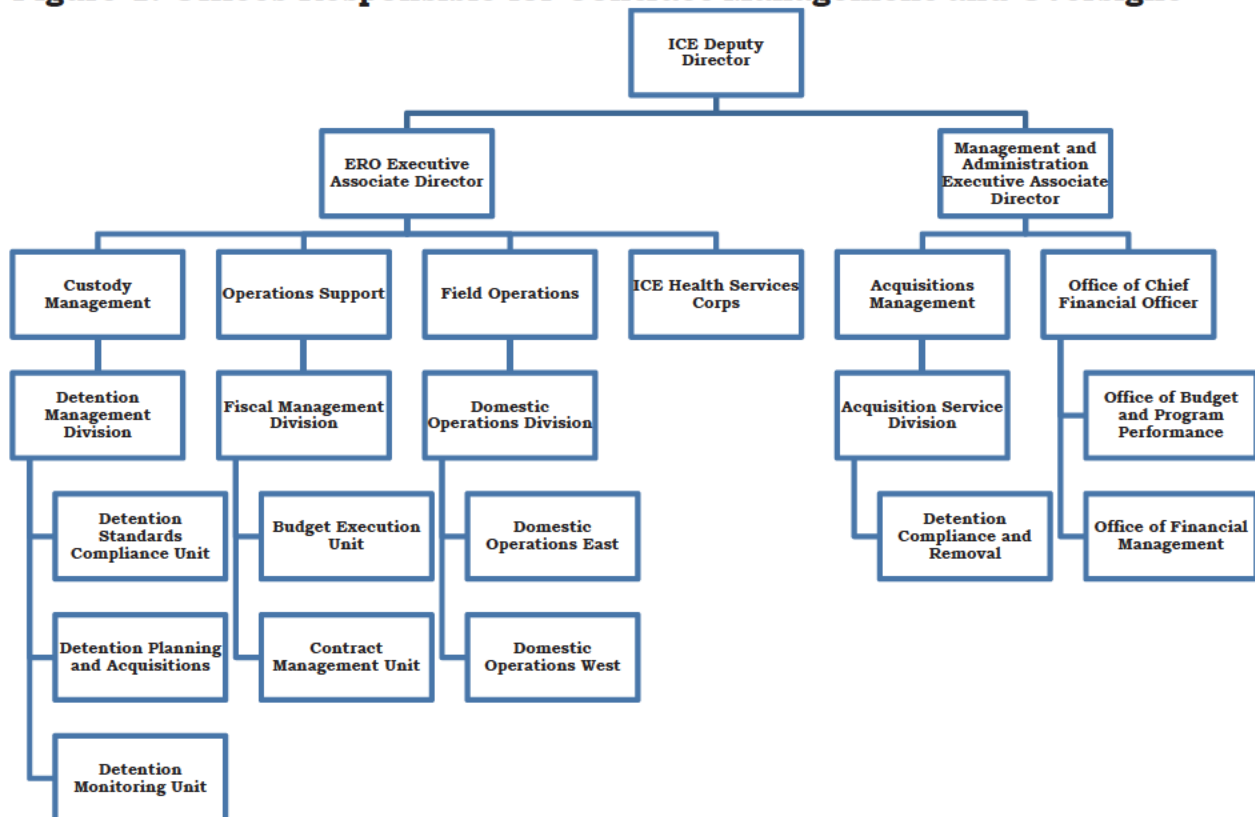 ICE Deputy
Director
ERO Executive
Associate Director
Management and
Administration
Executive Associate
Director
Custody
Management
Operations Support
Field Operations
ICE Health Services
Corps
Acquisitions
Management
Office of Chief
Financial Officer
Detention
Management
Division
Fiscal Management
Division
Domestic
Operations Division
Acquisition Service
Division
Office of Budget
and Program
Performance
Detention
Standards
Compliance Unit
Budget Execution
Unit
Domestic
Operations East
Detention
Compliance and
Removal
Office of Financial
Management
Detention Planning
and Acquisitions
Contract
Management Unit
Domestic
Operations West
Detention
Monitoring Unit